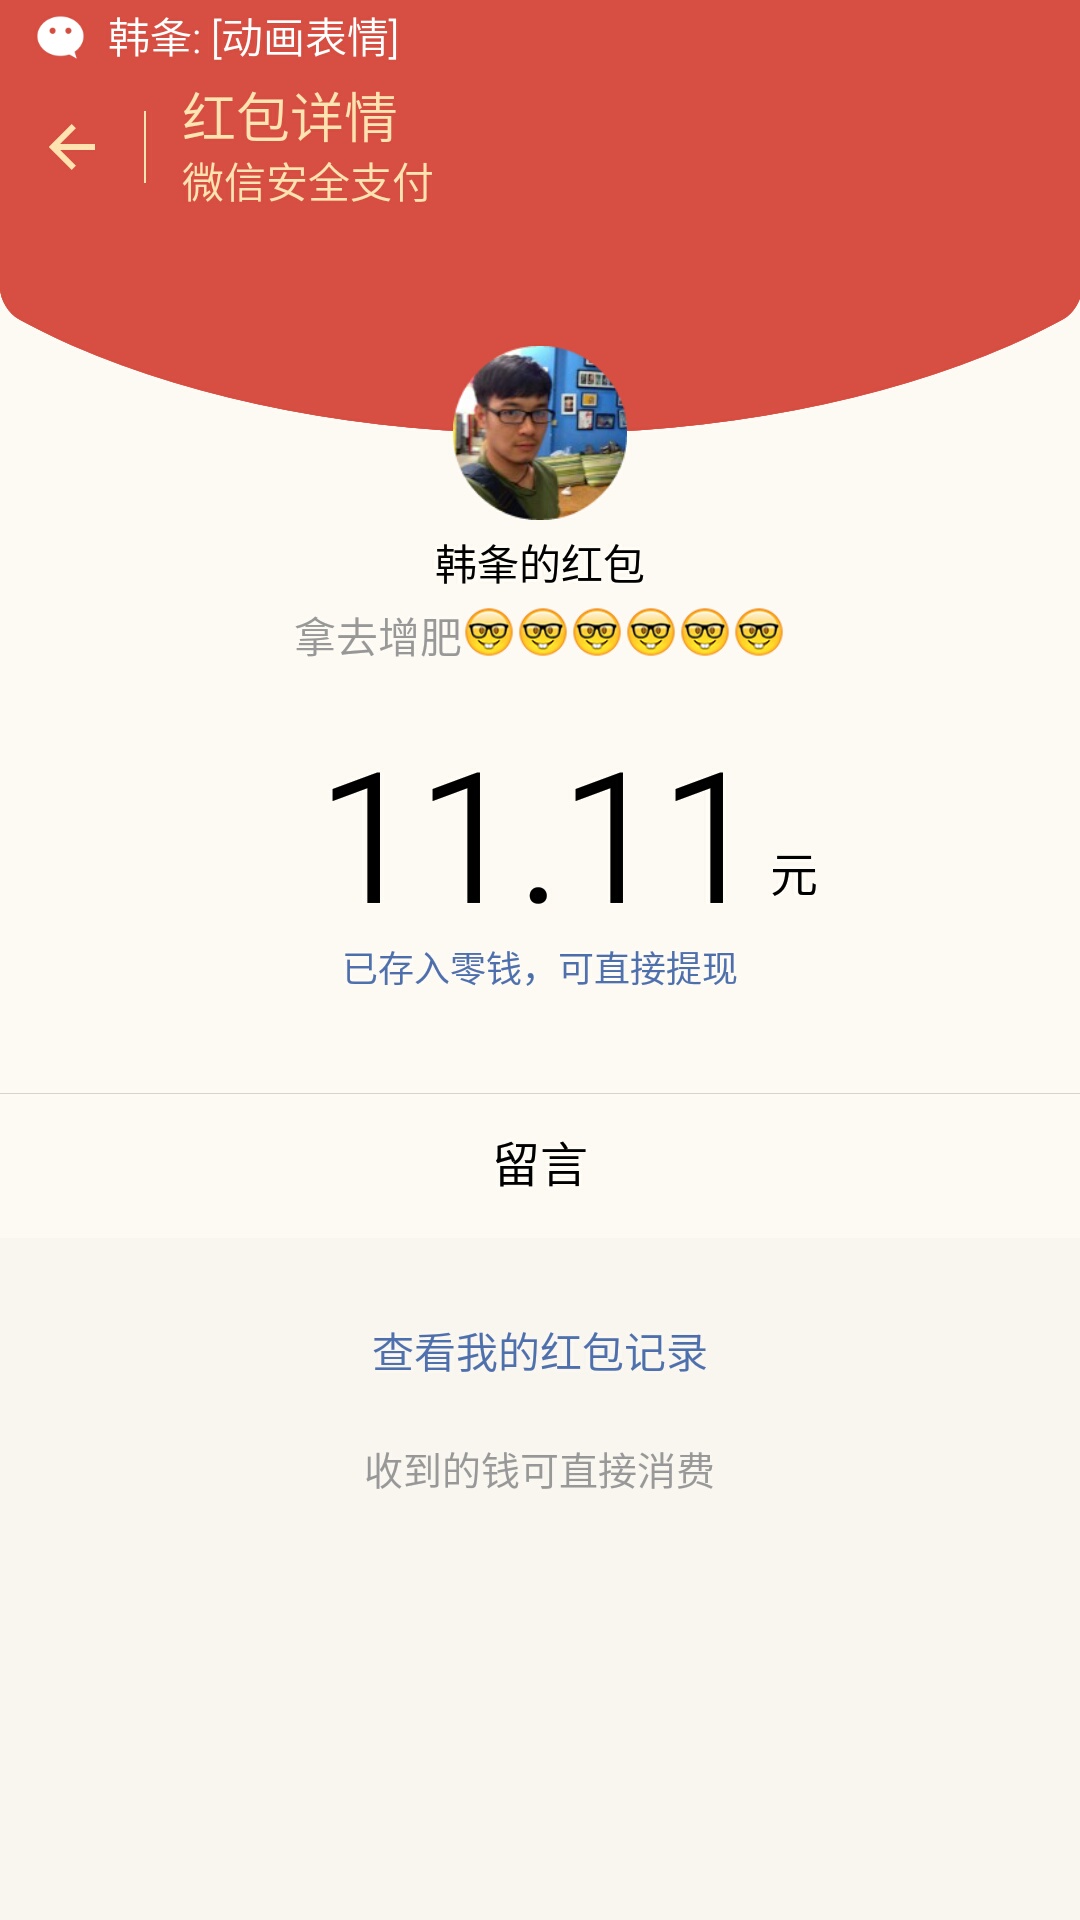 韩夆: [动画表情]
红包详情
微信安全支付
韩夆的红包
拿去增肥🤓🤓🤓🤓🤓🤓
11.11 元
已存入零钱，可直接提现
留言
查看我的红包记录
收到的钱可直接消费